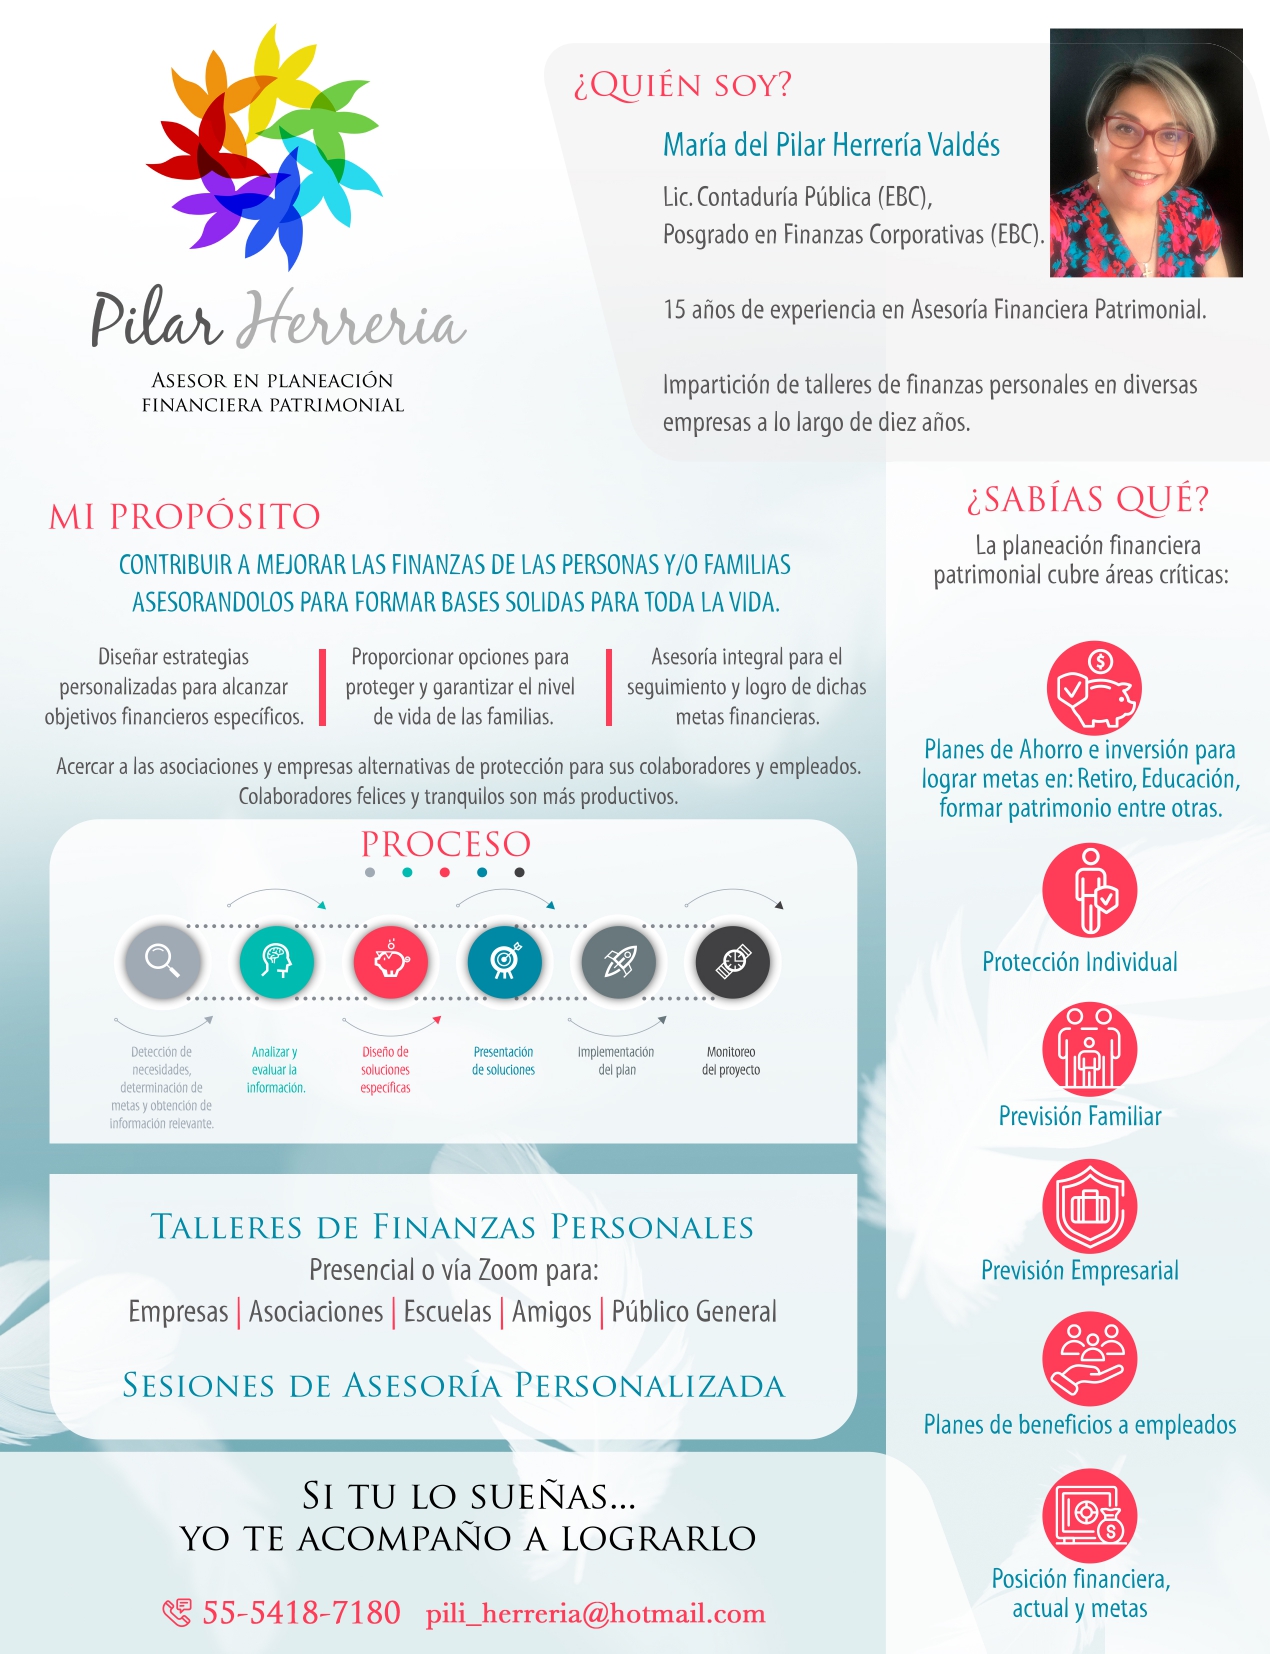 Pilar Herreria
Asesor en planeación
financiera patrimonial
¿Quién soy?
María del Pilar Herrería Valdés
Lic. Contaduría Pública (EBC),
Posgrado en Finanzas Corporativas (EBC).
15 años de experiencia en Asesoría Financiera Patrimonial.
Impartición de talleres de finanzas personales en diversas
empresas a lo largo de diez años.
MI PROPÓSITO
CONTRIBUIR A MEJORAR LAS FINANZAS DE LAS PERSONAS Y/O FAMILIAS
ASESORANDOLOS PARA FORMAR BASES SOLIDAS PARA TODA LA VIDA.
Diseñar estrategias
personalizadas para alcanzar
objetivos financieros específicos.
Proporcionar opciones para
proteger y garantizar el nivel
de vida de las familias.
Asesoría integral para el
seguimiento y logro de dichas
metas financieras.
Acercar a las asociaciones y empresas alternativas de protección para sus colaboradores y empleados.
Colaboradores felices y tranquilos son más productivos.
PROCESO
Detección de
necesidades,
determinación de
metas y obtención de
información relevante.
Analizar y
evaluar la
información.
Diseño de
soluciones
específicas
Presentación
de soluciones
Implementación
del plan
Monitoreo
del proyecto
Talleres de Finanzas Personales
Presencial o vía Zoom para:
Empresas | Asociaciones | Escuelas | Amigos | Público General
Sesiones de Asesoría Personalizada
Si tu lo sueñas...
yo te acompaño a lograrlo
55-5418-7180 pili_herreria@hotmail.com
¿SABÍAS QUÉ?
La planeación financiera
patrimonial cubre áreas críticas:
Planes de Ahorro e inversión para
lograr metas en: Retiro, Educación,
formar patrimonio entre otras.
Protección Individual
Previsión Familiar
Previsión Empresarial
Planes de beneficios a empleados
Posición financiera,
actual y metas